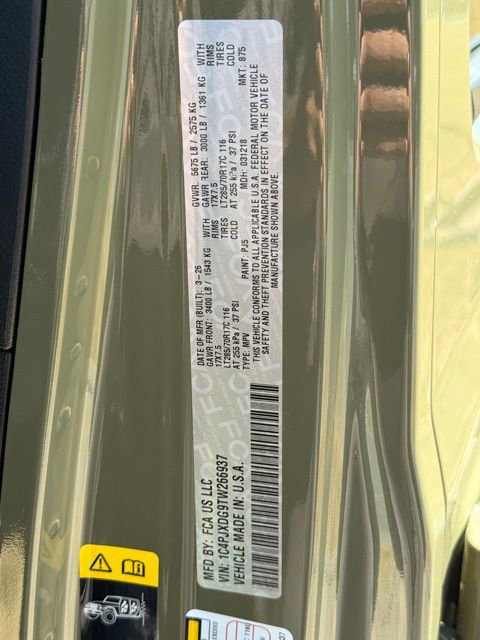 MFD BY: FCA US LLC
VIN: 1C4PJXDG9TW266937
VEHICLE MADE IN: U.S.A.
DATE OF MFR (BUILT): 3-26 GVWR: 5675 LB / 2575 KG
GAWR FRONT: 3400 LB / 1543 KG WITH GAWR REAR: 3000 LB / 1361 KG WITH
17X7.5 RIMS 17X7.5 RIMS
LT285/70R17C 116 TIRES LT285/70R17C 116 TIRES
AT 255 kPa / 37 PSI COLD AT 255 kPa / 37 PSI COLD
TYPE: MPV PAINT: PJ5 MDH: 031218 MKT: 875
THIS VEHICLE CONFORMS TO ALL APPLICABLE U.S.A. FEDERAL MOTOR VEHICLE
SAFETY AND THEFT PREVENTION STANDARDS IN EFFECT ON THE DATE OF
MANUFACTURE SHOWN ABOVE.